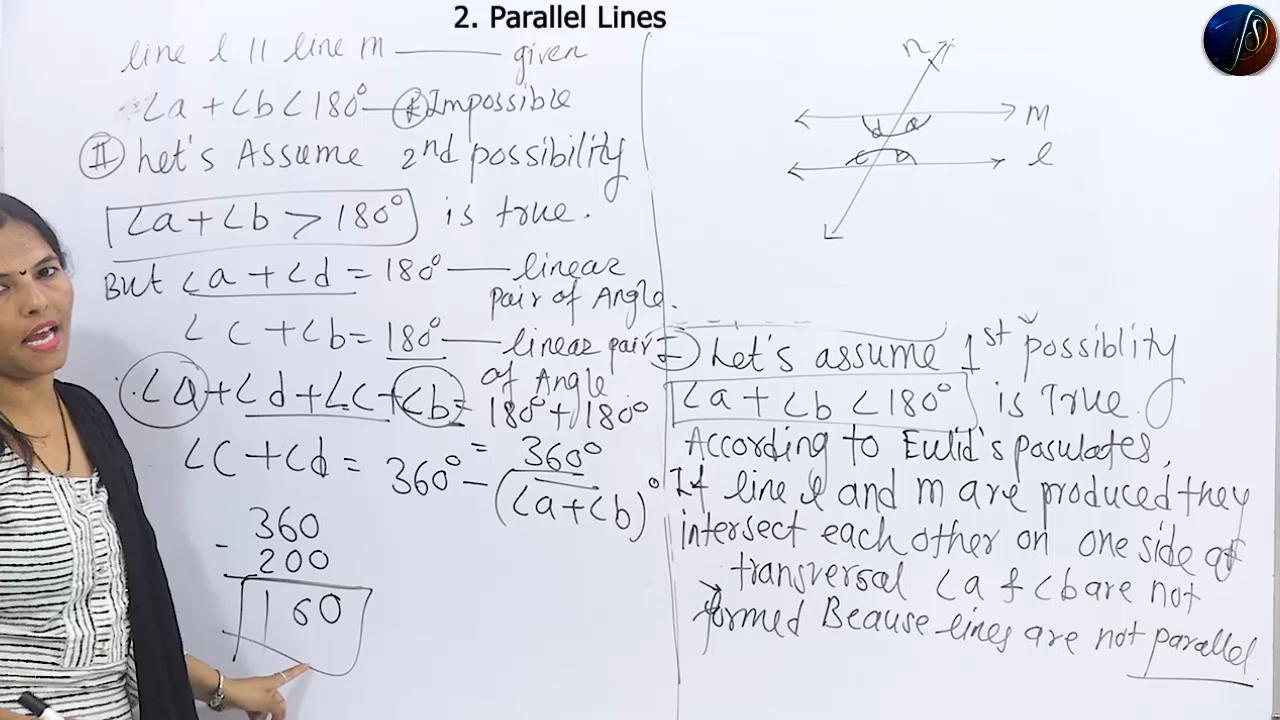 2. Parallel Lines
line l || line m — given
∠a + ∠b < 180° — I Impossible
II Let's Assume 2nd possibility
∠a + ∠b > 180° is true.
But ∠a + ∠d = 180° — linear
pair of Angle.
∠C + ∠b = 180° — linear pair
of Angle
∠a + ∠d + ∠C + ∠b = 180° + 180°
= 360°
∠C + ∠d = 360° - (∠a + ∠b)°
360
- 200
160
n
d a
m
c b
l
I Let's assume 1st possiblity
∠a + ∠b < 180° is True.
According to Eulid's pasulates,
If line l and m are produced they
intersect each other on one side of
transversal ∠a & ∠b are not
formed Beause lines are not parallel